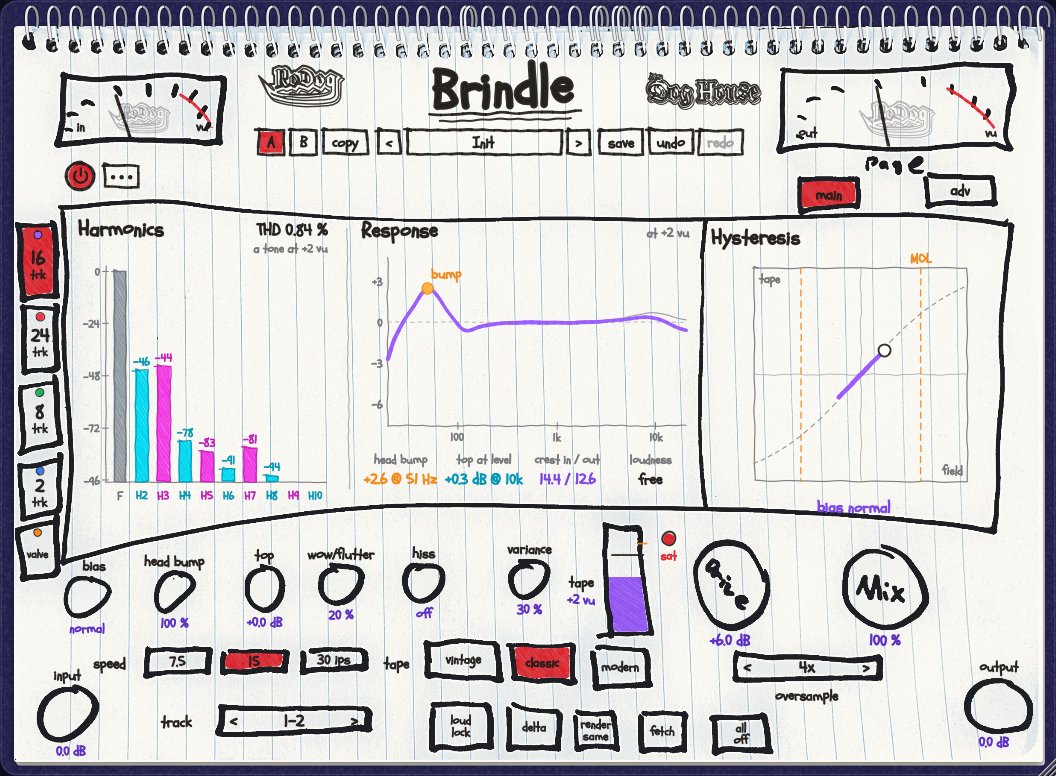 RoDog
Brindle
The Dog House
in
RoDog
vu
out
RoDog
vu
A
B
copy
<
Init
>
save
undo
redo
Page
main
adv
16
trk
24
trk
8
trk
2
trk
valve
Harmonics
THD 0.84 %
a tone at +2 vu
0
-24
-48
-72
-96
-46
-44
-78
-83
-91
-81
-94
F H2 H3 H4 H5 H6 H7 H8 H9 H10
Response
at +2 vu
bump
+3
0
-3
-6
100 1k 10k
head bump
+2.6 @ 51 Hz
top at level
+0.3 dB @ 10k
crest in / out
14.4 / 12.6
loudness
free
Hysteresis
MOL
tape
field
bias normal
bias
normal
head bump
100 %
top
+0.0 dB
wow/flutter
20 %
hiss
off
variance
30 %
tape
+2 vu
sat
+6.0 dB
Mix
100 %
speed
7.5
15
30 ips
tape
vintage
classic
modern
< 4x >
oversample
input
0.0 dB
track
< 1-2 >
loud
lock
delta
render
same
fetch
all
off
output
0.0 dB